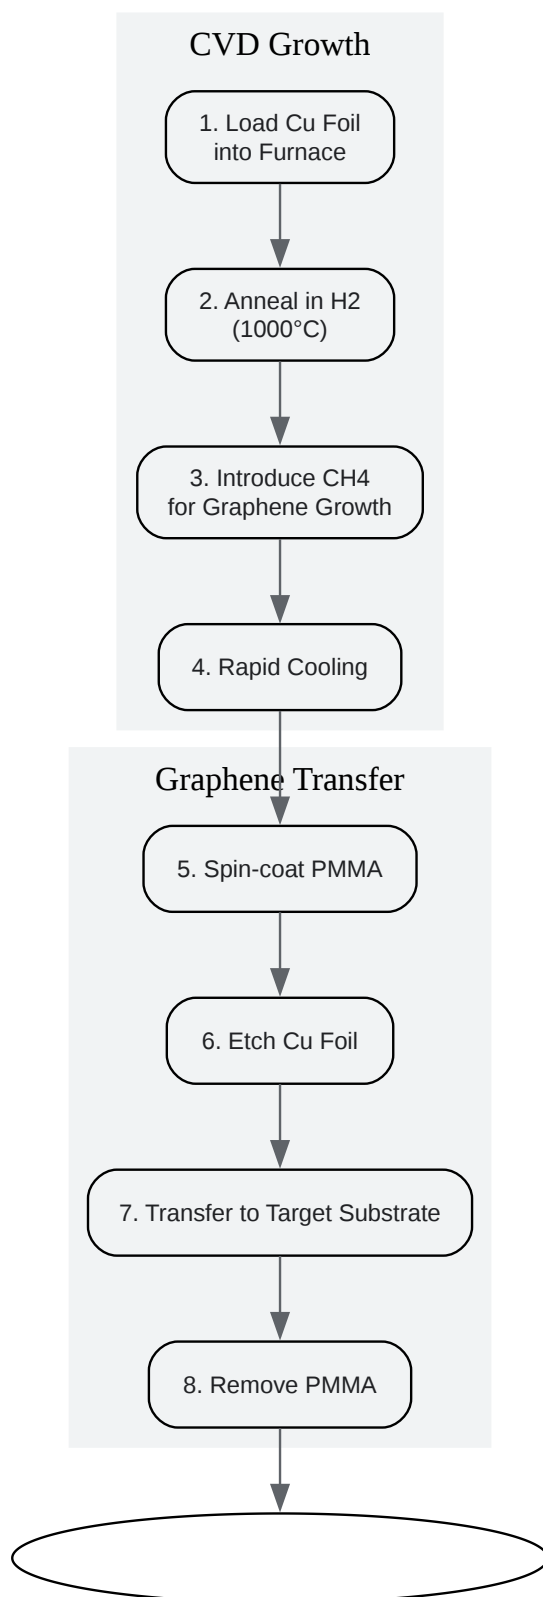 CVD Growth
1. Load Cu Foil
into Furnace
2. Anneal in H2
(1000°C)
3. Introduce CH4
for Graphene Growth
4. Rapid Cooling
Graphene Transfer
5. Spin-coat PMMA
6. Etch Cu Foil
7. Transfer to Target Substrate
8. Remove PMMA